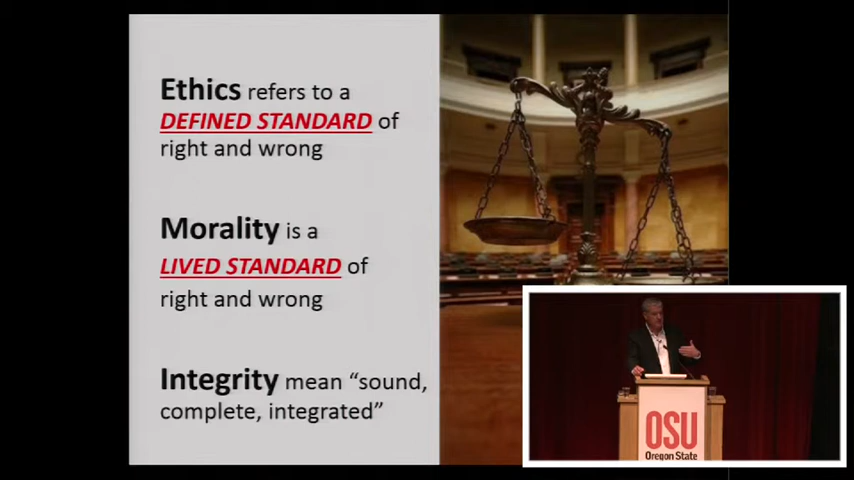 Ethics refers to a
DEFINED STANDARD of
right and wrong
Morality is a
LIVED STANDARD of
right and wrong
Integrity mean “sound,
complete, integrated”
OSU
Oregon State